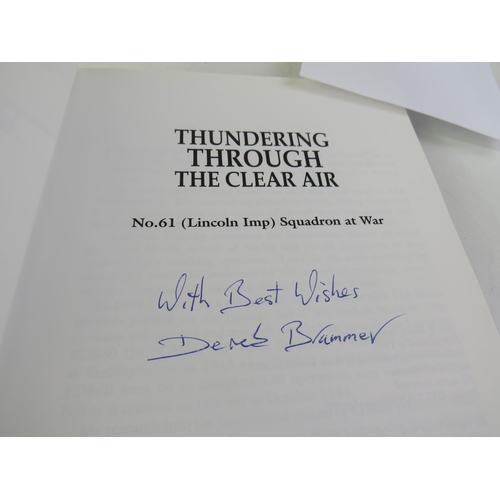 THUNDERING
THROUGH
THE CLEAR AIR
No.61 (Lincoln Imp) Squadron at War
With Best Wishes
Derek Brammer